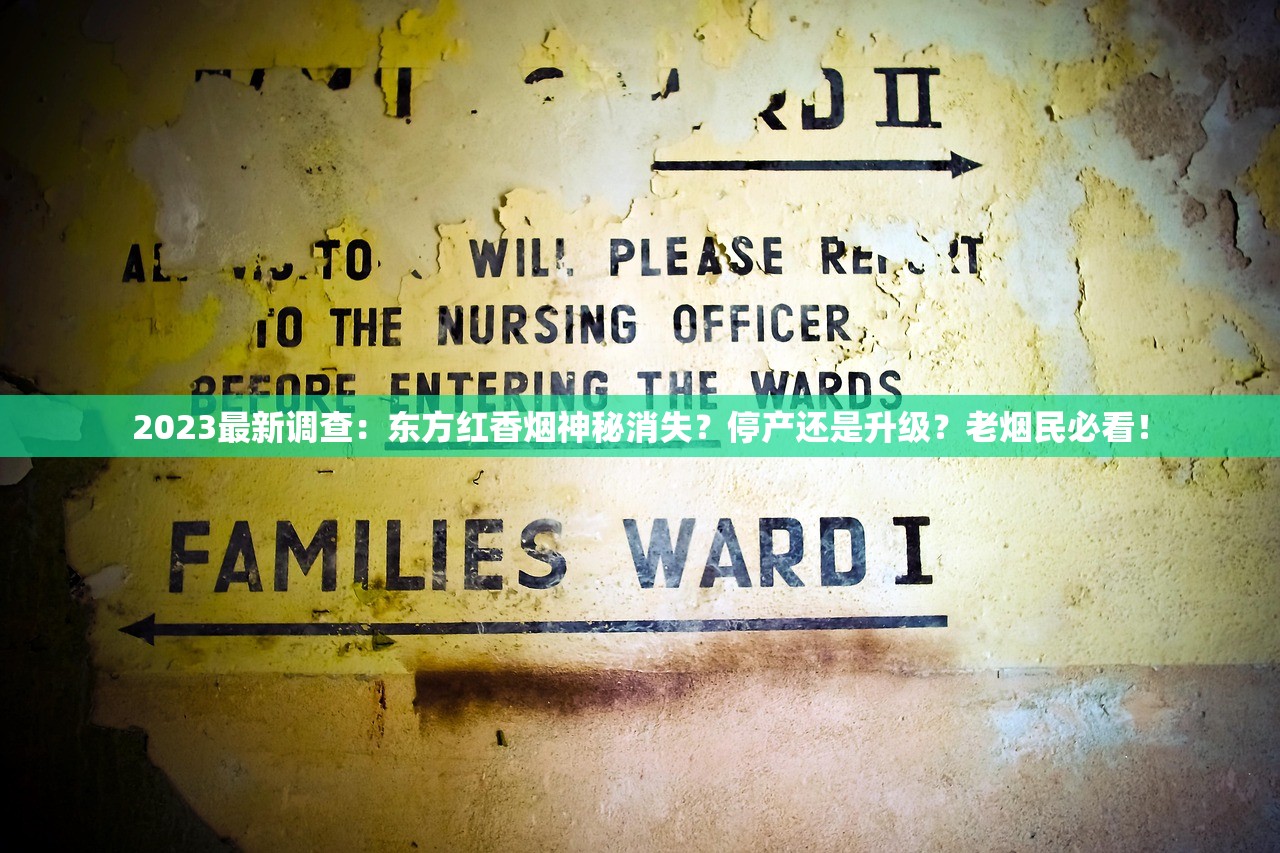 RD II
TO WILL PLEASE
TO THE NURSING OFFICER
BEFORE ENTERING THE WARDS
2023最新调查：东方红香烟神秘消失？停产还是升级？老烟民必看！
FAMILIES WARD I